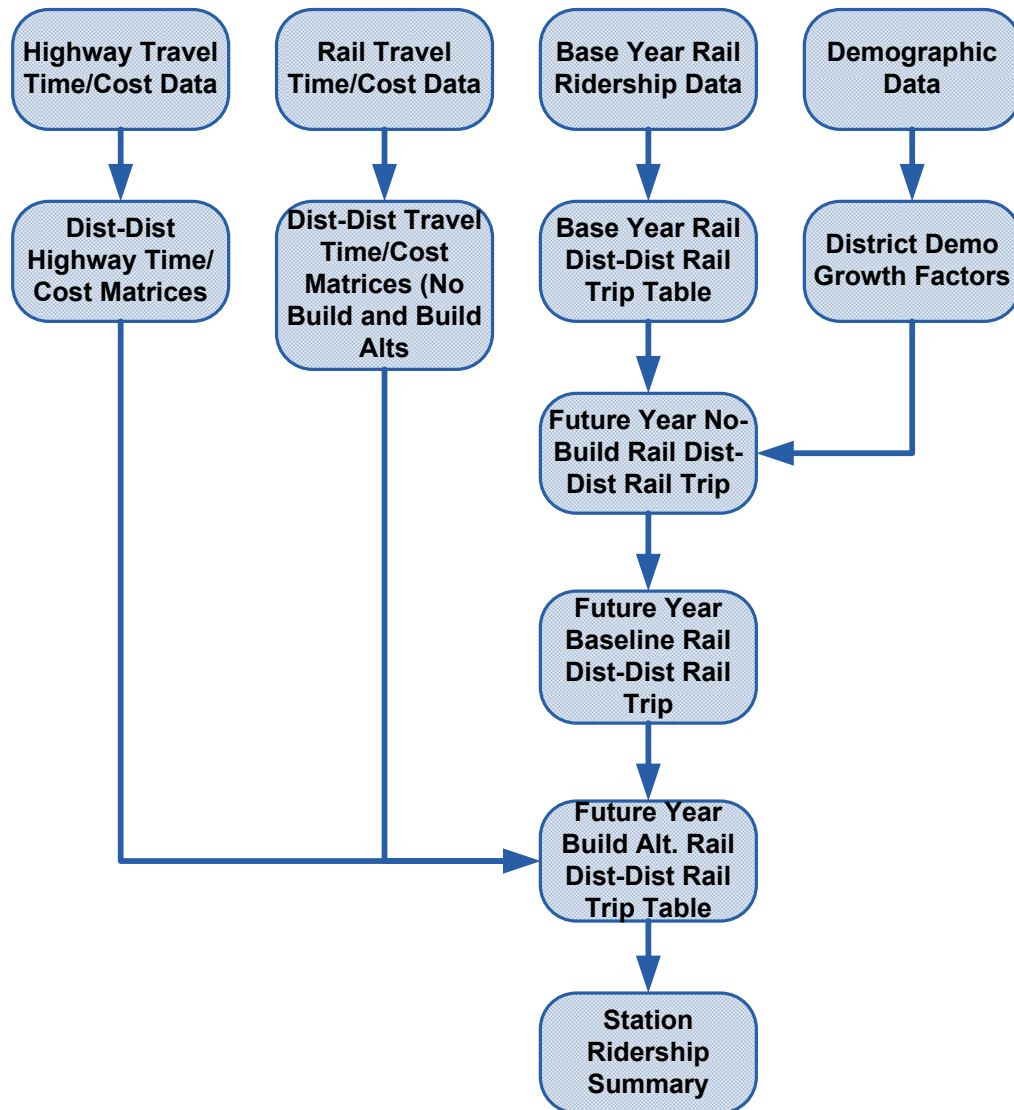 Highway Travel
Time/Cost Data
Rail Travel
Time/Cost Data
Base Year Rail
Ridership Data
Demographic
Data
Dist-Dist
Highway Time/
Cost Matrices
Dist-Dist Travel
Time/Cost
Matrices (No
Build and Build
Alts
Base Year Rail
Dist-Dist Rail
Trip Table
District Demo
Growth Factors
Future Year No-
Build Rail Dist-
Dist Rail Trip
Future Year
Baseline Rail
Dist-Dist Rail
Trip
Future Year
Build Alt. Rail
Dist-Dist Rail
Trip Table
Station
Ridership
Summary